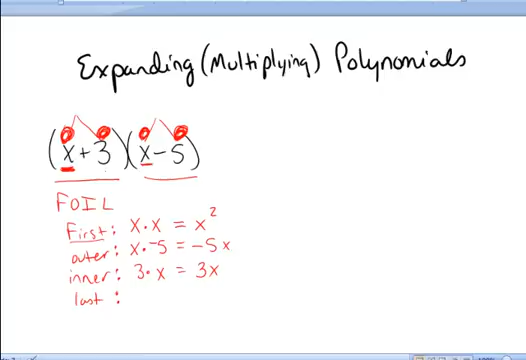 Expanding (Multiplying) Polynomials
(x + 3)(x - 5)
FOIL
First: x · x = x²
outer: x · -5 = -5x
inner: 3 · x = 3x
last :